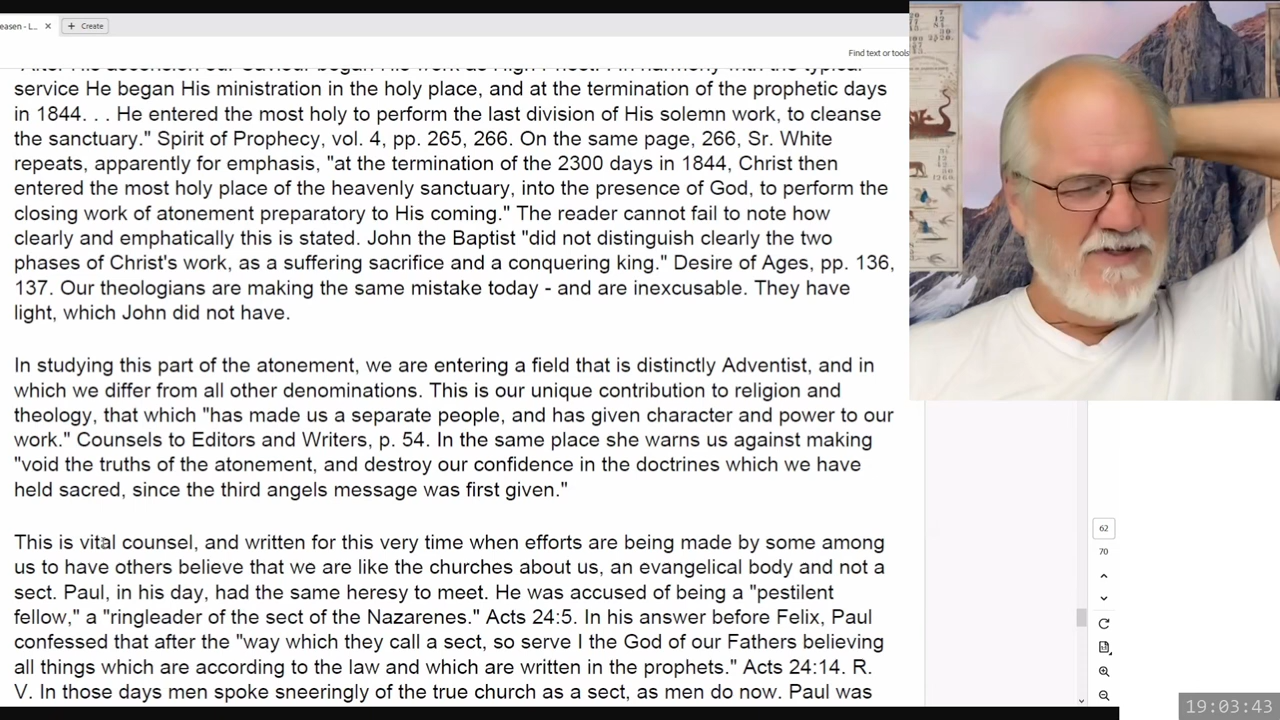 easen - L...
Create
Find text or tools
service He began His ministration in the holy place, and at the termination of the prophetic days
in 1844. . . He entered the most holy to perform the last division of His solemn work, to cleanse
the sanctuary." Spirit of Prophecy, vol. 4, pp. 265, 266. On the same page, 266, Sr. White
repeats, apparently for emphasis, "at the termination of the 2300 days in 1844, Christ then
entered the most holy place of the heavenly sanctuary, into the presence of God, to perform the
closing work of atonement preparatory to His coming." The reader cannot fail to note how
clearly and emphatically this is stated. John the Baptist "did not distinguish clearly the two
phases of Christ's work, as a suffering sacrifice and a conquering king." Desire of Ages, pp. 136,
137. Our theologians are making the same mistake today - and are inexcusable. They have
light, which John did not have.
In studying this part of the atonement, we are entering a field that is distinctly Adventist, and in
which we differ from all other denominations. This is our unique contribution to religion and
theology, that which "has made us a separate people, and has given character and power to our
work." Counsels to Editors and Writers, p. 54. In the same place she warns us against making
"void the truths of the atonement, and destroy our confidence in the doctrines which we have
held sacred, since the third angels message was first given."
This is vital counsel, and written for this very time when efforts are being made by some among
us to have others believe that we are like the churches about us, an evangelical body and not a
sect. Paul, in his day, had the same heresy to meet. He was accused of being a "pestilent
fellow," a "ringleader of the sect of the Nazarenes." Acts 24:5. In his answer before Felix, Paul
confessed that after the "way which they call a sect, so serve I the God of our Fathers believing
all things which are according to the law and which are written in the prophets." Acts 24:14. R.
V. In those days men spoke sneeringly of the true church as a sect, as men do now. Paul was
62
70
19:03:43